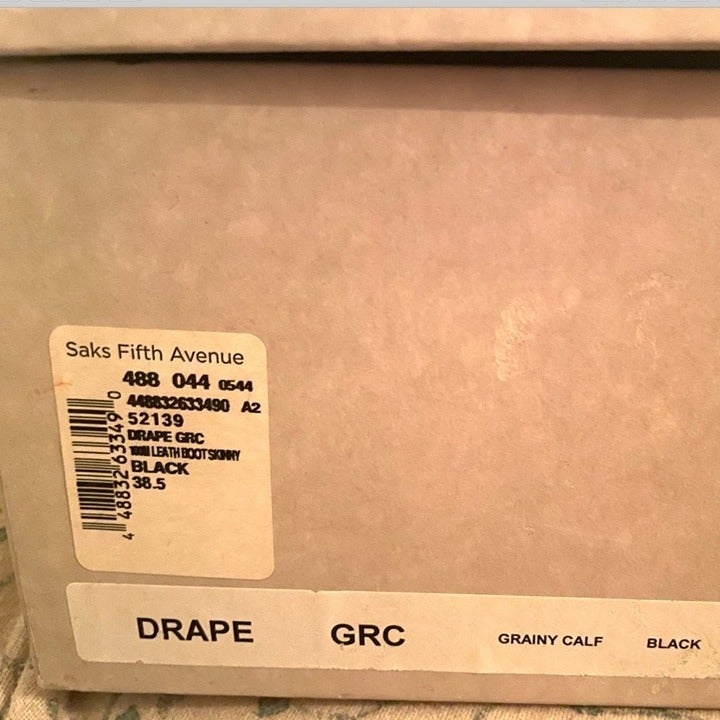 Saks Fifth Avenue
488 044 0544
448832633490 A2
52139
DRAPE GRC
LEATH BOOT SKINNY
BLACK
38.5
4 48832 63349 0
DRAPE GRC GRAINY CALF BLACK